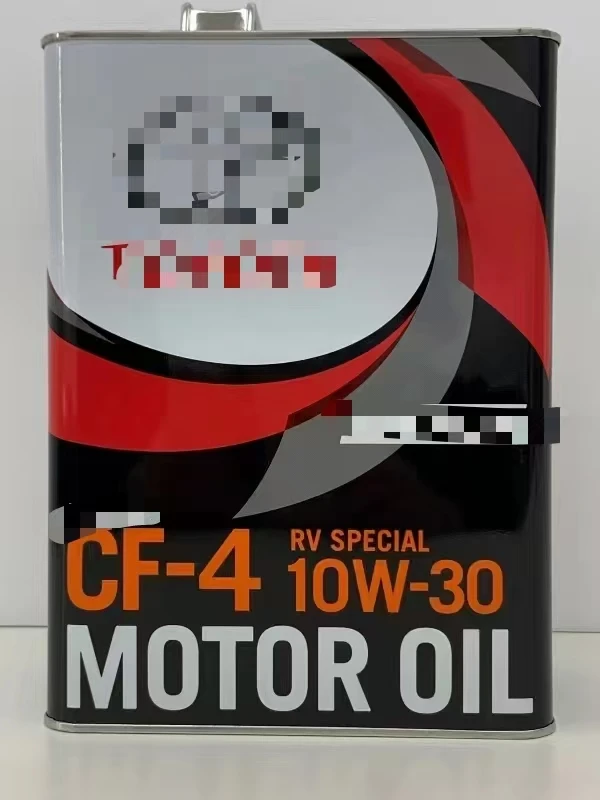 CF-4
RV SPECIAL
10W-30
MOTOR OIL